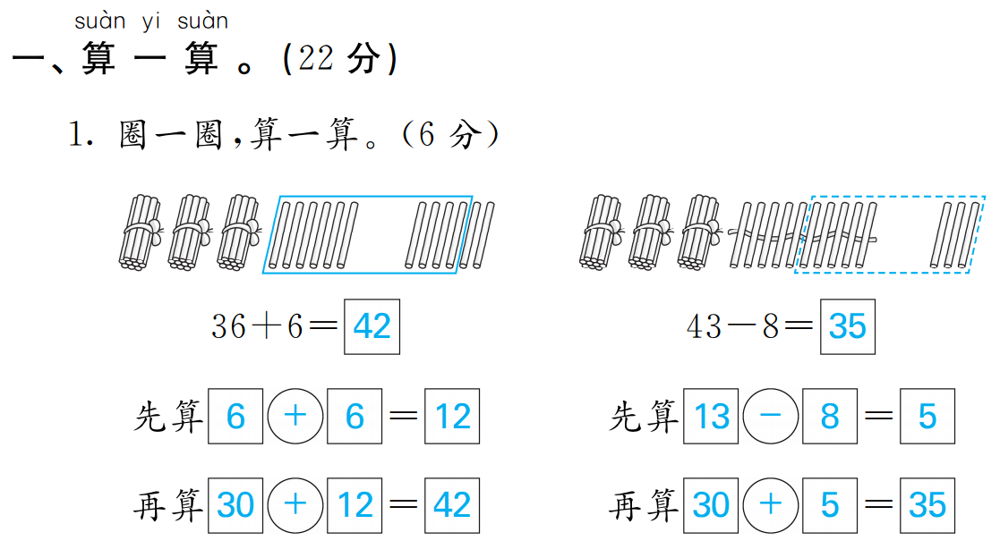 suàn yi suàn
一、算一算。(22 分)
1. 圈一圈,算一算。(6 分)
36+6=42
43-8=35
先算 6 + 6 = 12
先算 13 - 8 = 5
再算 30 + 12 = 42
再算 30 + 5 = 35